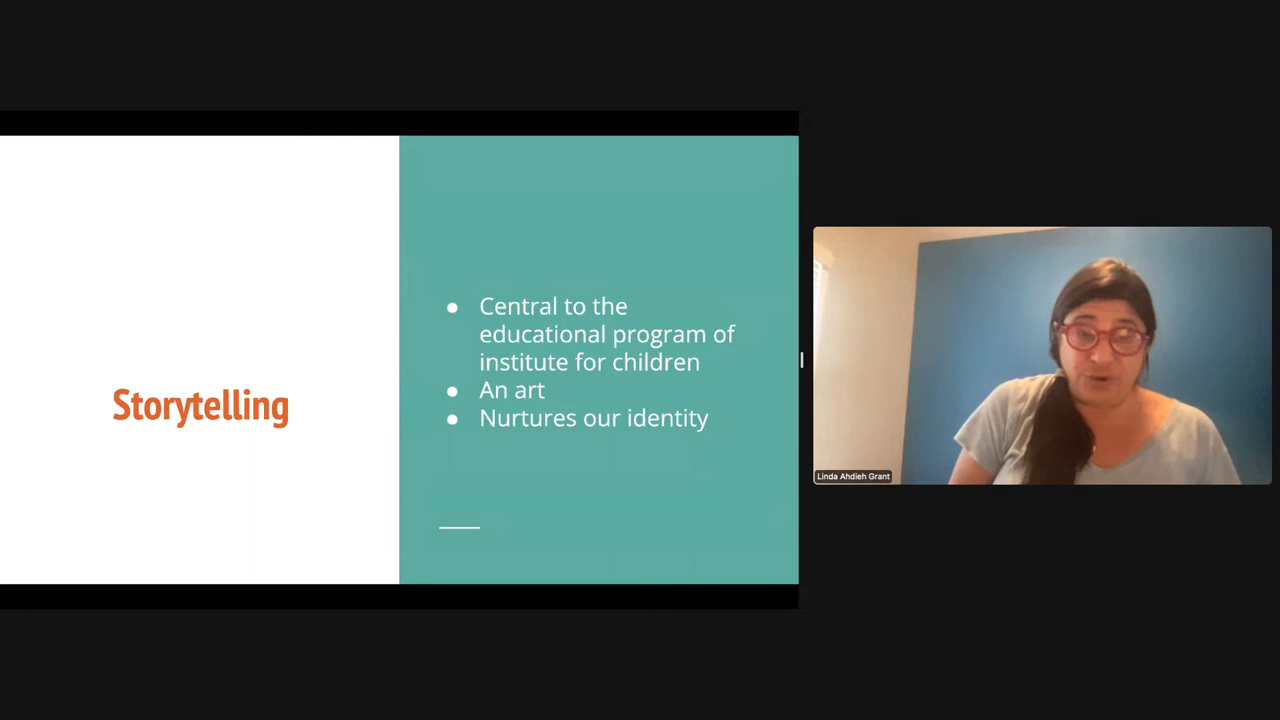 Storytelling
● Central to the
educational program of
institute for children
● An art
● Nurtures our identity
Linda Ahdieh Grant